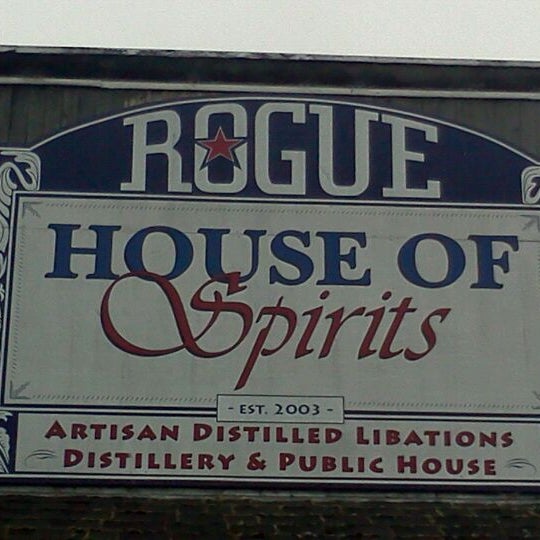 ROGUE
HOUSE OF
Spirits
- EST. 2003 -
ARTISAN DISTILLED LIBATIONS
DISTILLERY & PUBLIC HOUSE